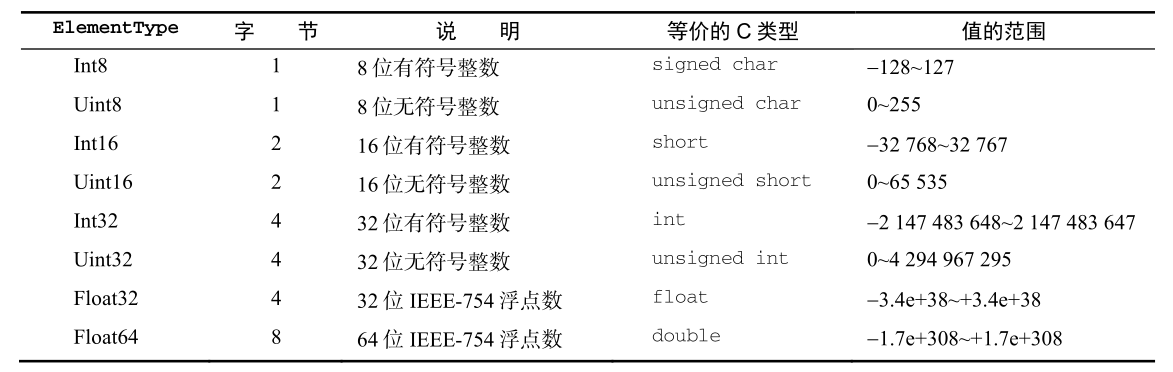 ElementType 字 节 说 明 等价的 C 类型 值的范围
Int8 1 8 位有符号整数 signed char −128~127
Uint8 1 8 位无符号整数 unsigned char 0~255
Int16 2 16 位有符号整数 short −32 768~32 767
Uint16 2 16 位无符号整数 unsigned short 0~65 535
Int32 4 32 位有符号整数 int −2 147 483 648~2 147 483 647
Uint32 4 32 位无符号整数 unsigned int 0~4 294 967 295
Float32 4 32 位 IEEE-754 浮点数 float −3.4e+38~+3.4e+38
Float64 8 64 位 IEEE-754 浮点数 double −1.7e+308~+1.7e+308